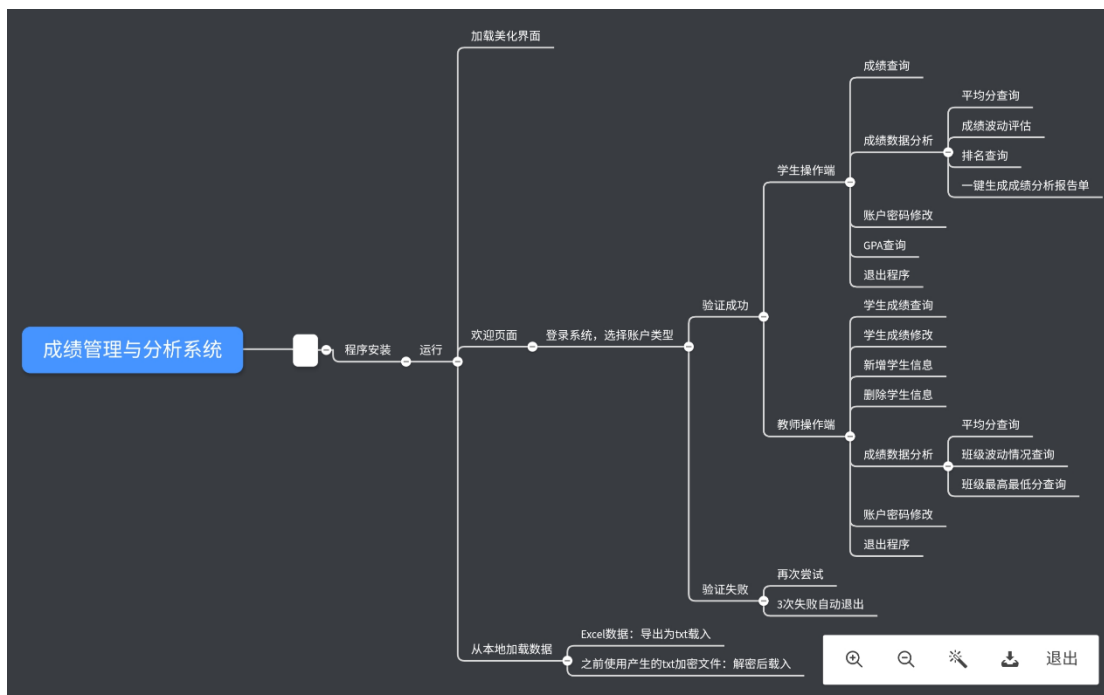 成绩管理与分析系统
程序安装
运行
加载美化界面
欢迎页面
登录系统，选择账户类型
验证成功
学生操作端
成绩查询
成绩数据分析
平均分查询
成绩波动评估
排名查询
一键生成成绩分析报告单
账户密码修改
GPA查询
退出程序
教师操作端
学生成绩查询
学生成绩修改
新增学生信息
删除学生信息
成绩数据分析
平均分查询
班级波动情况查询
班级最高最低分查询
账户密码修改
退出程序
验证失败
再次尝试
3次失败自动退出
从本地加载数据
Excel数据：导出为txt载入
之前使用产生的txt加密文件：解密后载入
退出